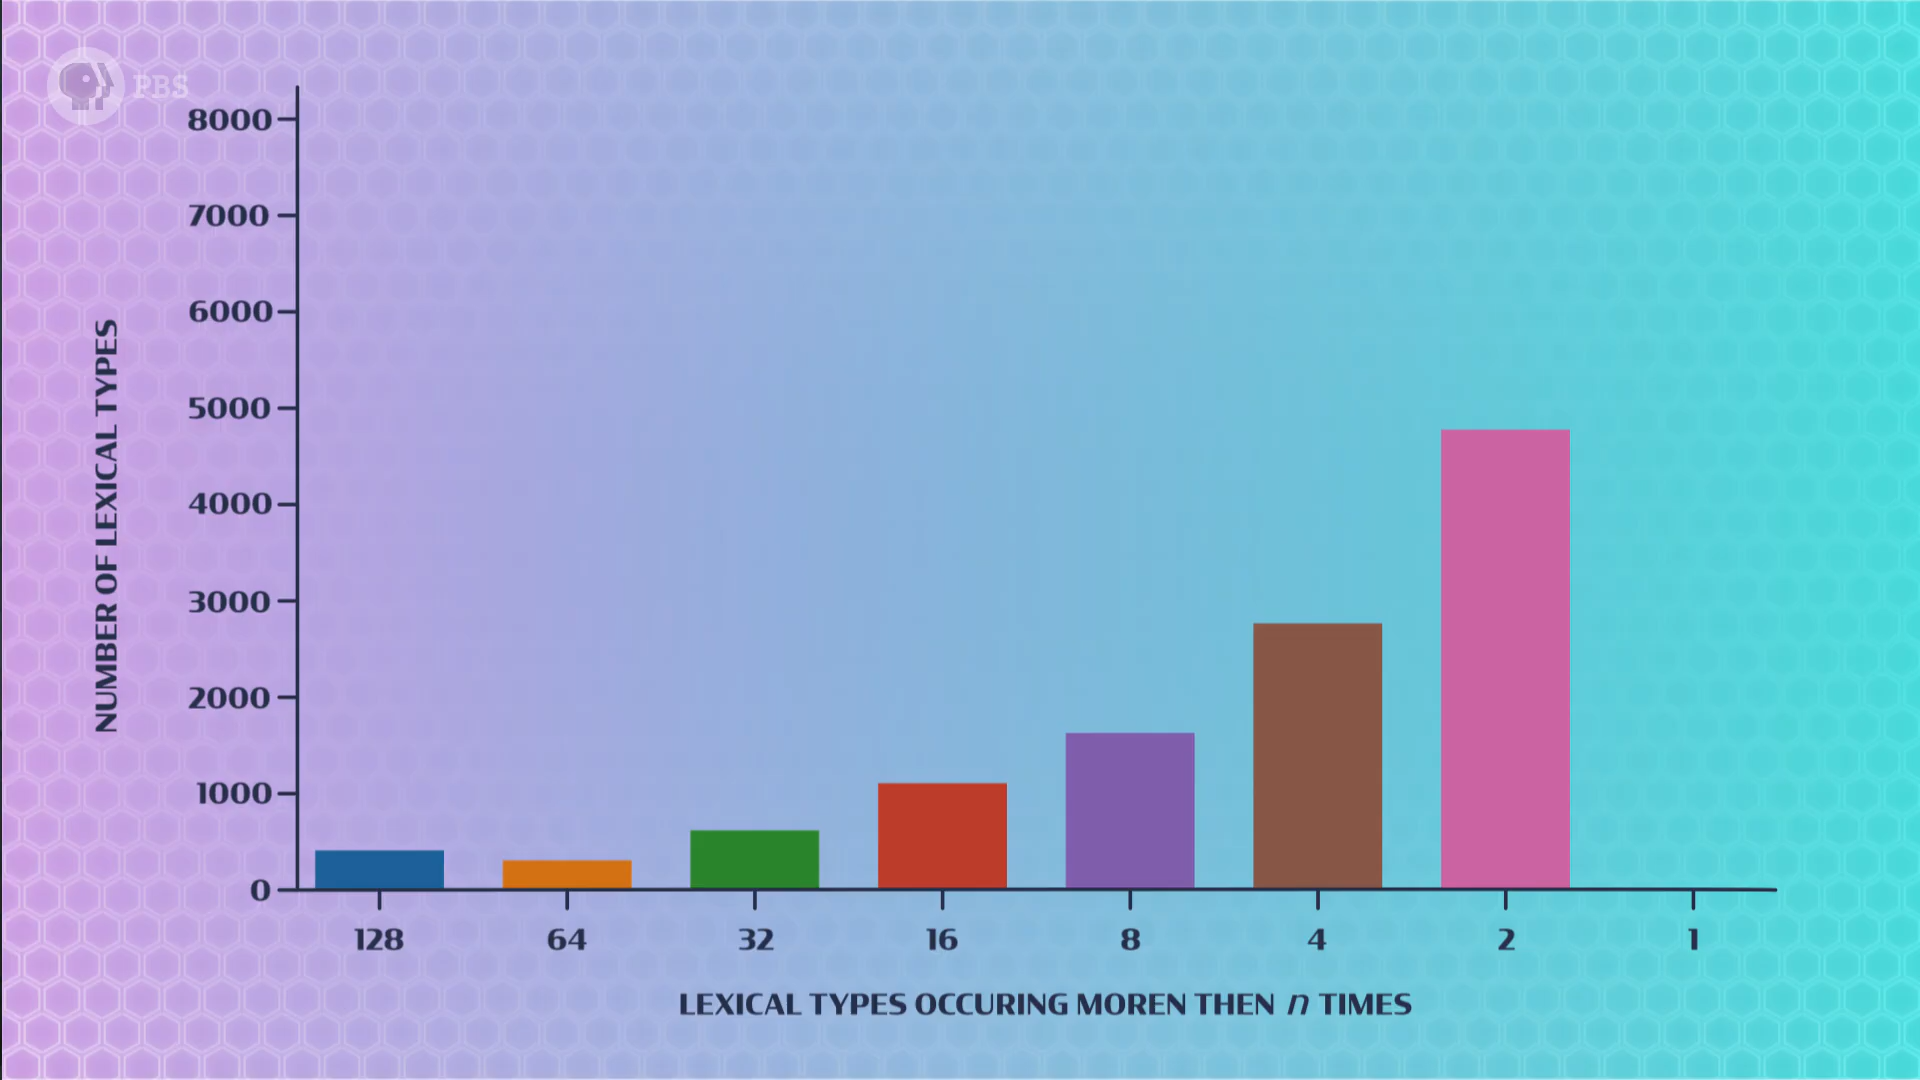 PBS
8000
7000
6000
5000
4000
3000
2000
1000
0
NUMBER OF LEXICAL TYPES
128 64 32 16 8 4 2 1
LEXICAL TYPES OCCURING MOREN THEN n TIMES